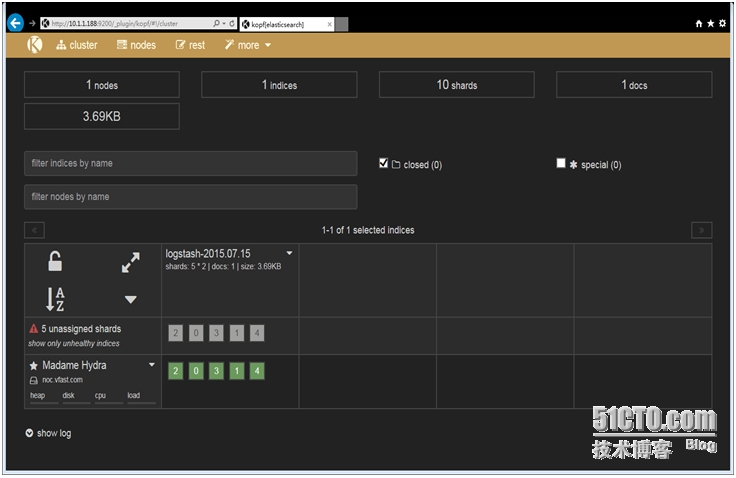 http://10.1.1.188:9200/_plugin/kopf/#!/cluster
kopf[elasticsearch]
cluster
nodes
rest
more
1 nodes
1 indices
10 shards
1 docs
3.69KB
filter indices by name
closed (0)
special (0)
filter nodes by name
1-1 of 1 selected indices
logstash-2015.07.15
shards: 5 * 2 | docs: 1 | size: 3.69KB
A
Z
5 unassigned shards
show only unhealthy indices
2 0 3 1 4
Madame Hydra
noc.vfast.com
heap disk cpu load
2 0 3 1 4
show log
51CTO.com
技术博客 Blog